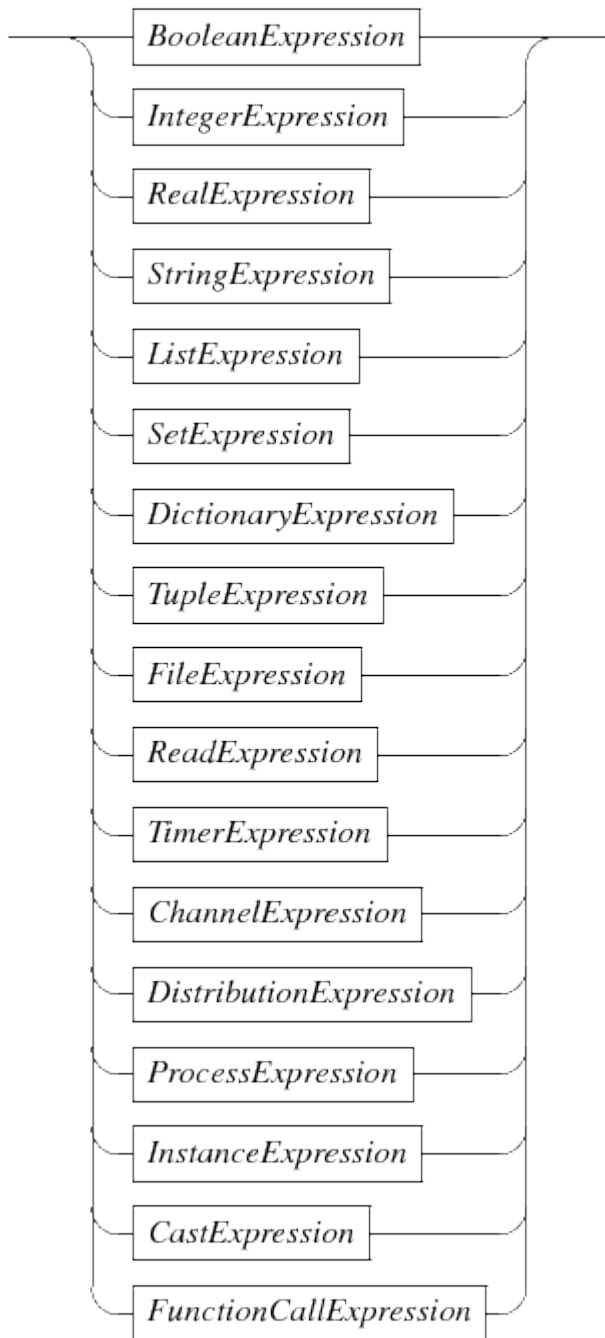 BooleanExpression
IntegerExpression
RealExpression
StringExpression
ListExpression
SetExpression
DictionaryExpression
TupleExpression
FileExpression
ReadExpression
TimerExpression
ChannelExpression
DistributionExpression
ProcessExpression
InstanceExpression
CastExpression
FunctionCallExpression